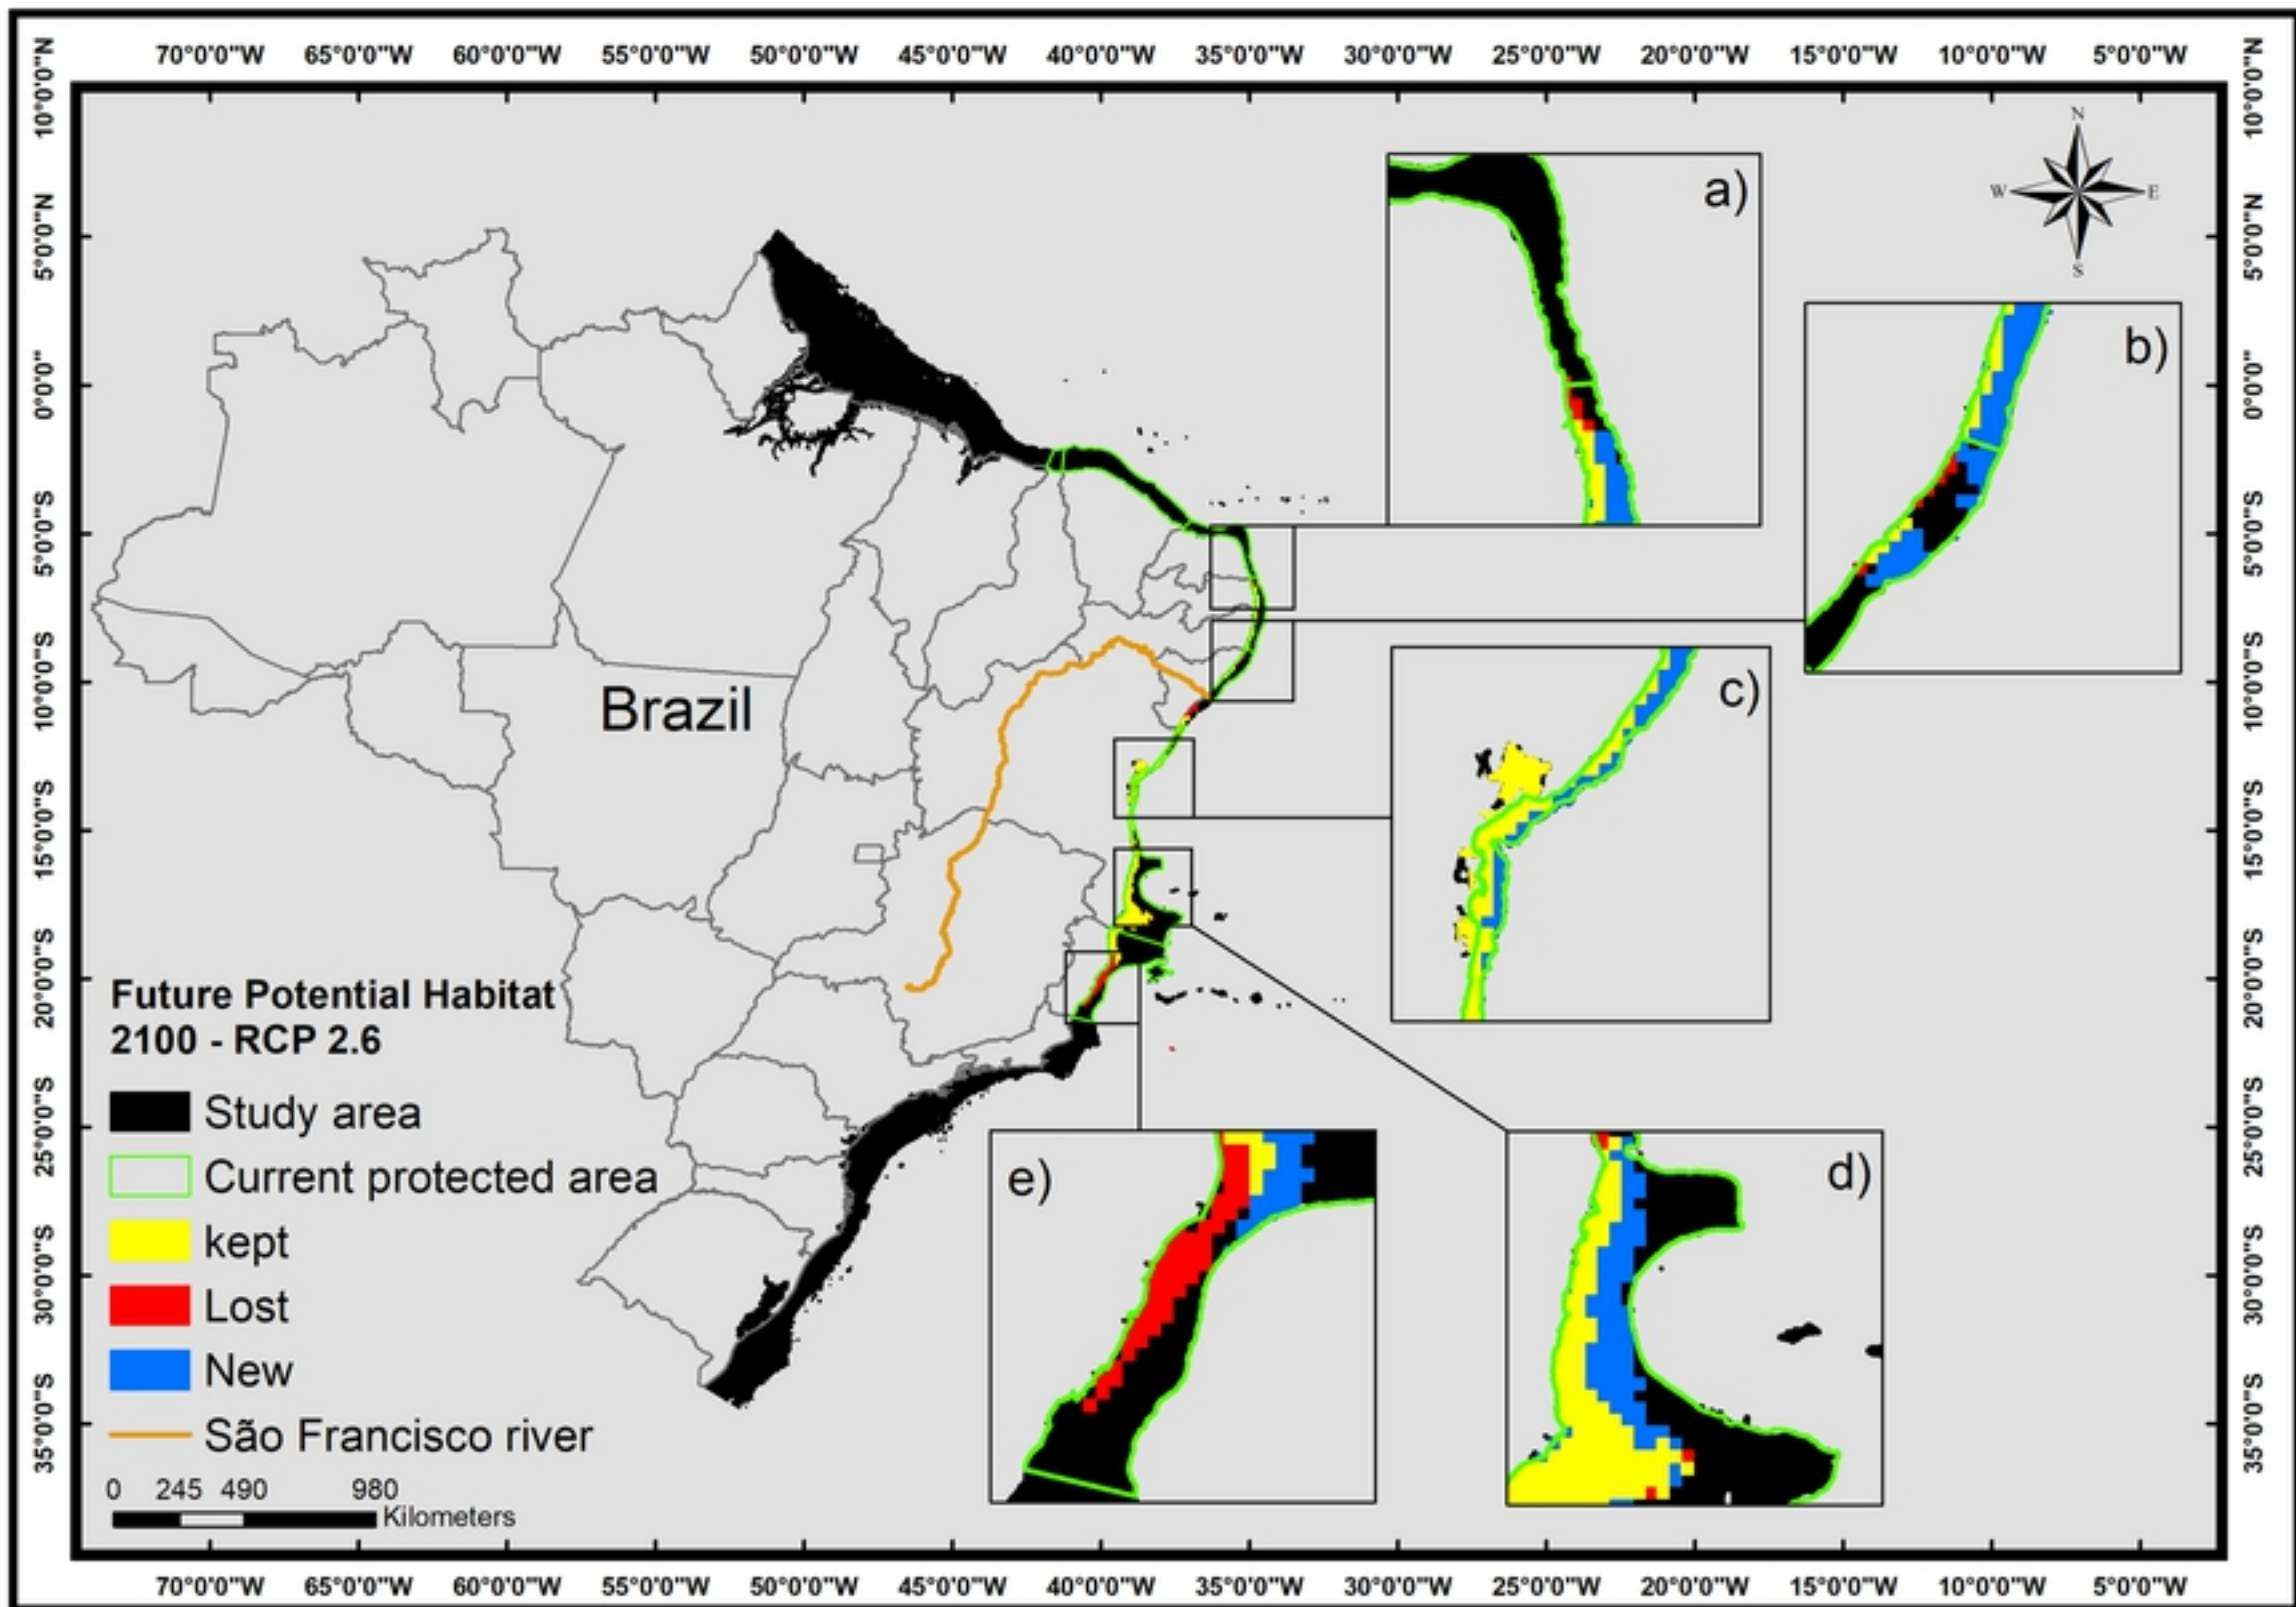 70°0'0"W 65°0'0"W 60°0'0"W 55°0'0"W 50°0'0"W 45°0'0"W 40°0'0"W 35°0'0"W 30°0'0"W 25°0'0"W 20°0'0"W 15°0'0"W 10°0'0"W 5°0'0"W
10°0'0"N 5°0'0"N 0°0'0" 5°0'0"S 10°0'0"S 15°0'0"S 20°0'0"S 25°0'0"S 30°0'0"S 35°0'0"S
10°0'0"N 5°0'0"N 0°0'0" 5°0'0"S 10°0'0"S 15°0'0"S 20°0'0"S 25°0'0"S 30°0'0"S 35°0'0"S
N
W E
S
a)
b)
c)
Brazil
d)
e)
Future Potential Habitat
2100 - RCP 2.6
Study area
Current protected area
kept
Lost
New
São Francisco river
0 245 490 980
Kilometers
70°0'0"W 65°0'0"W 60°0'0"W 55°0'0"W 50°0'0"W 45°0'0"W 40°0'0"W 35°0'0"W 30°0'0"W 25°0'0"W 20°0'0"W 15°0'0"W 10°0'0"W 5°0'0"W